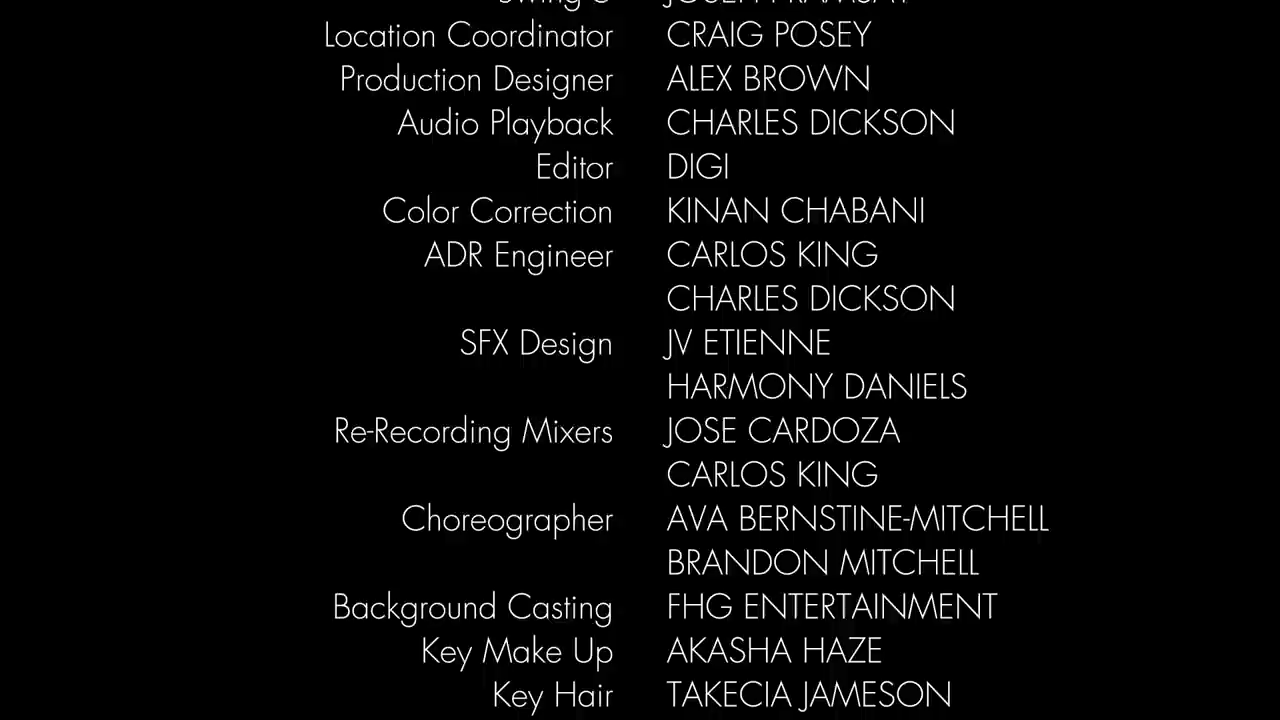 Location Coordinator CRAIG POSEY
Production Designer ALEX BROWN
Audio Playback CHARLES DICKSON
Editor DIGI
Color Correction KINAN CHABANI
ADR Engineer CARLOS KING
CHARLES DICKSON
SFX Design JV ETIENNE
HARMONY DANIELS
Re-Recording Mixers JOSE CARDOZA
CARLOS KING
Choreographer AVA BERNSTINE-MITCHELL
BRANDON MITCHELL
Background Casting FHG ENTERTAINMENT
Key Make Up AKASHA HAZE
Key Hair TAKECIA JAMESON